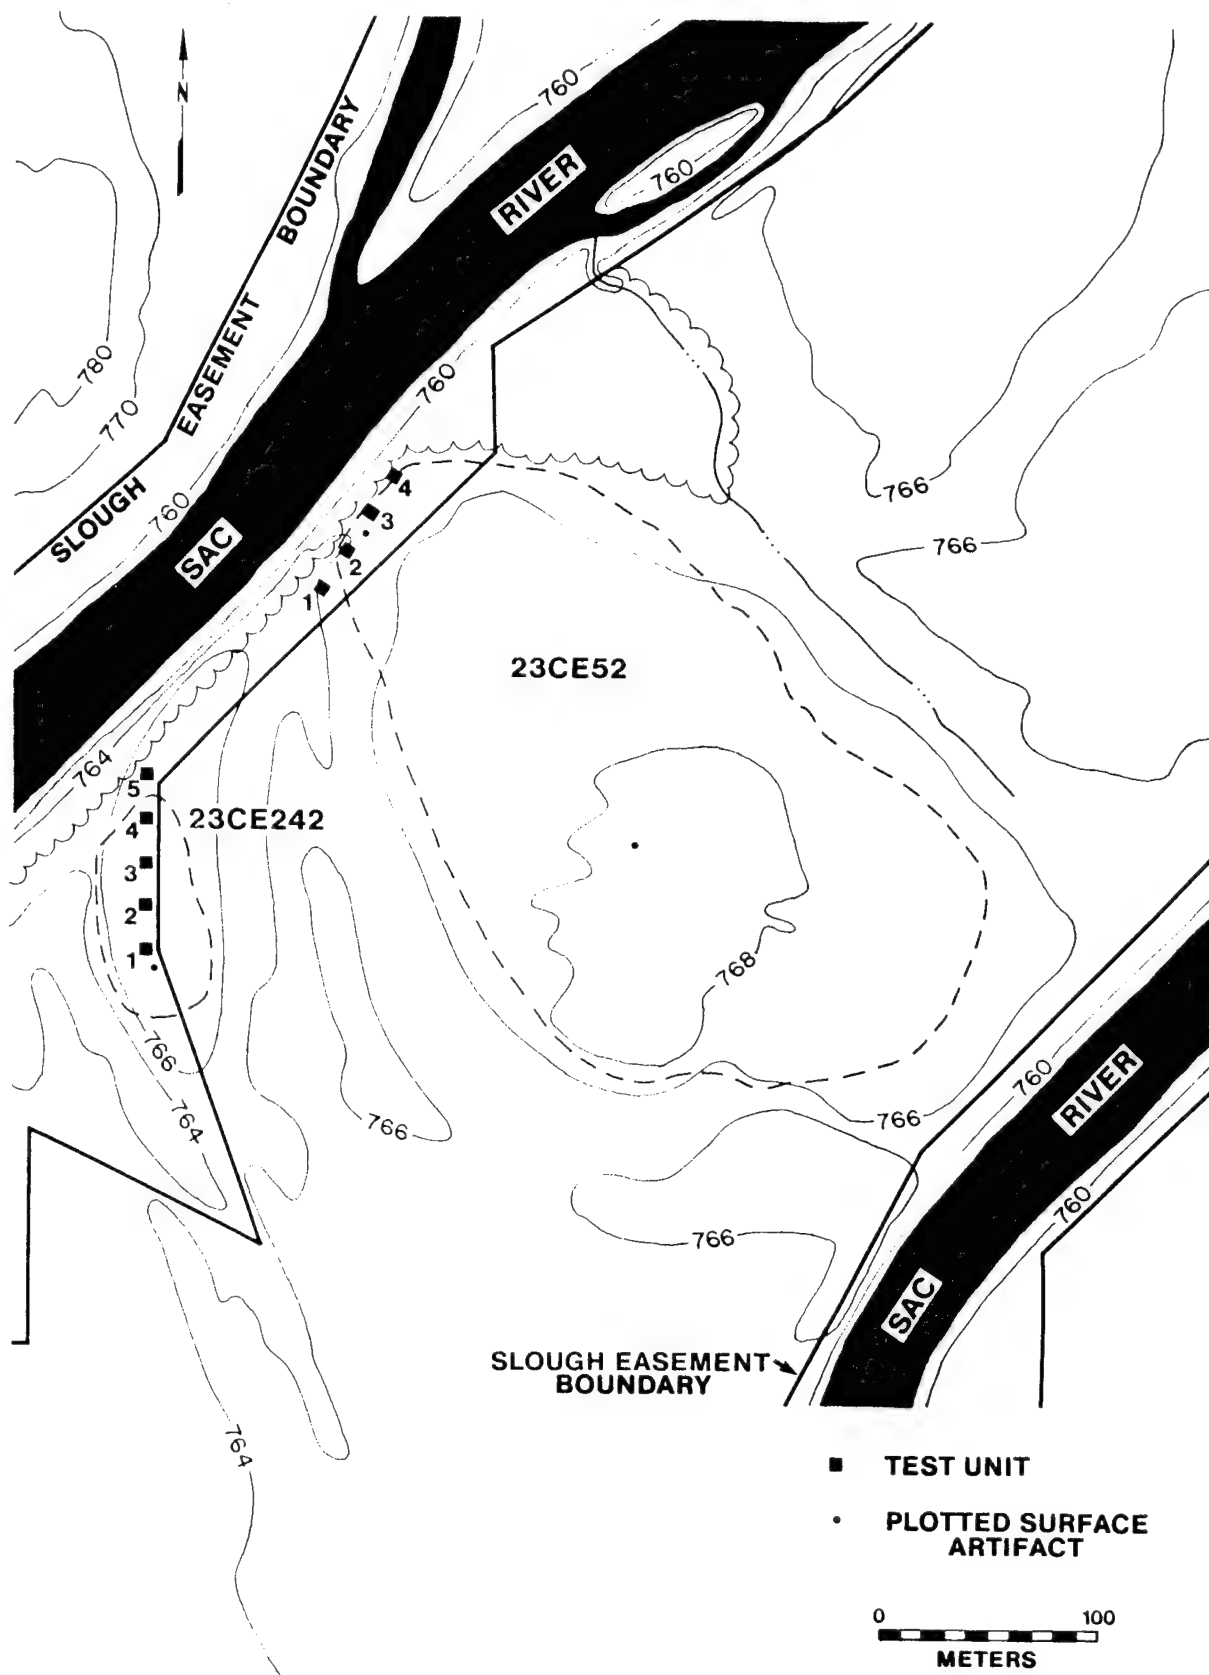 N
SLOUGH EASEMENT BOUNDARY
760
RIVER
760
780
770
760
760
SAC
4
3
2
1
766
766
23CE52
764
5
23CE242
4
3
2
1
768
766
764
766
766
760
RIVER
760
766
SAC
SLOUGH EASEMENT
BOUNDARY
764
TEST UNIT
PLOTTED SURFACE
ARTIFACT
0 100
METERS